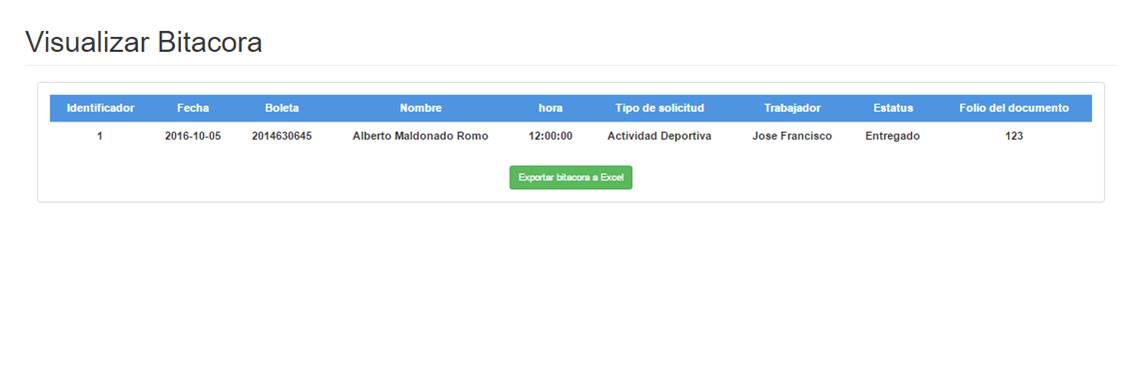 Visualizar Bitacora
Identificador Fecha Boleta Nombre hora Tipo de solicitud Trabajador Estatus Folio del documento
1 2016-10-05 2014630645 Alberto Maldonado Romo 12:00:00 Actividad Deportiva Jose Francisco Entregado 123
Exportar bitacora a Excel